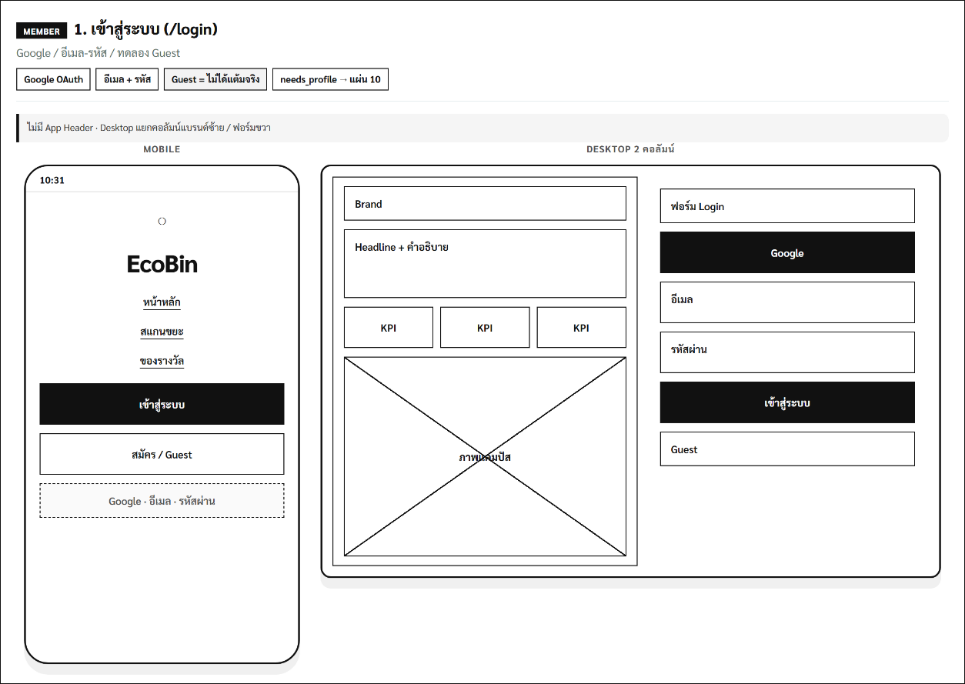 MEMBER 1. เข้าสู่ระบบ (/login)
Google / อีเมล-รหัส / ทดลอง Guest
Google OAuth
อีเมล + รหัส
Guest = ไม่ได้แต้มจริง
needs_profile → แผ่น 10
ไม่มี App Header · Desktop แยกคอลัมน์แบรนด์ซ้าย / ฟอร์มขวา
MOBILE
10:31
EcoBin
หน้าหลัก
สแกนขยะ
ของรางวัล
เข้าสู่ระบบ
สมัคร / Guest
Google · อีเมล · รหัสผ่าน
DESKTOP 2 คอลัมน์
Brand
Headline + คำอธิบาย
KPI
KPI
KPI
ภาพแคมปัส
ฟอร์ม Login
Google
อีเมล
รหัสผ่าน
เข้าสู่ระบบ
Guest